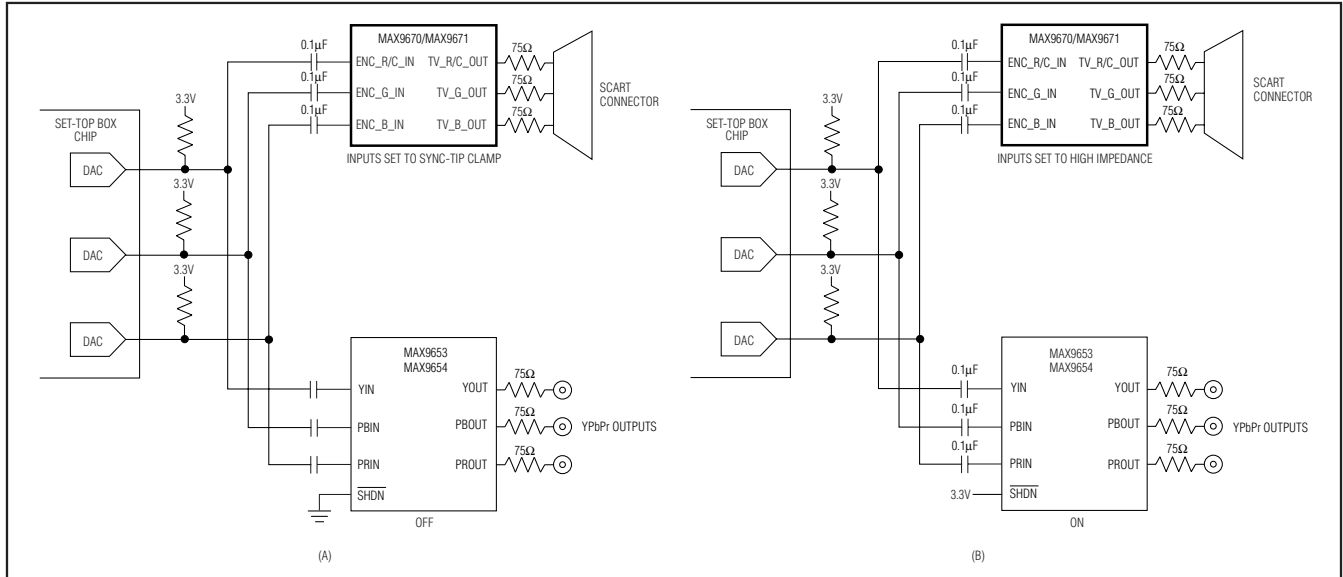 0.1µF
MAX9670/MAX9671
75Ω
ENC_R/C_IN
TV_R/C_OUT
0.1µF
75Ω
ENC_G_IN
TV_G_OUT
0.1µF
75Ω
ENC_B_IN
TV_B_OUT
SCART
CONNECTOR
INPUTS SET TO SYNC-TIP CLAMP
SET-TOP BOX
CHIP
3.3V
DAC
3.3V
DAC
3.3V
DAC
MAX9653
MAX9654
YIN
YOUT
75Ω
PBIN
PBOUT
75Ω
YPbPr OUTPUTS
PRIN
PROUT
75Ω
SHDN
OFF
(A)
0.1µF
MAX9670/MAX9671
75Ω
ENC_R/C_IN
TV_R/C_OUT
0.1µF
75Ω
ENC_G_IN
TV_G_OUT
0.1µF
75Ω
ENC_B_IN
TV_B_OUT
SCART
CONNECTOR
INPUTS SET TO HIGH IMPEDANCE
SET-TOP BOX
CHIP
3.3V
DAC
3.3V
DAC
3.3V
DAC
MAX9653
MAX9654
0.1µF
YIN
YOUT
75Ω
0.1µF
PBIN
PBOUT
75Ω
YPbPr OUTPUTS
0.1µF
PRIN
PROUT
75Ω
3.3V
SHDN
ON
(B)